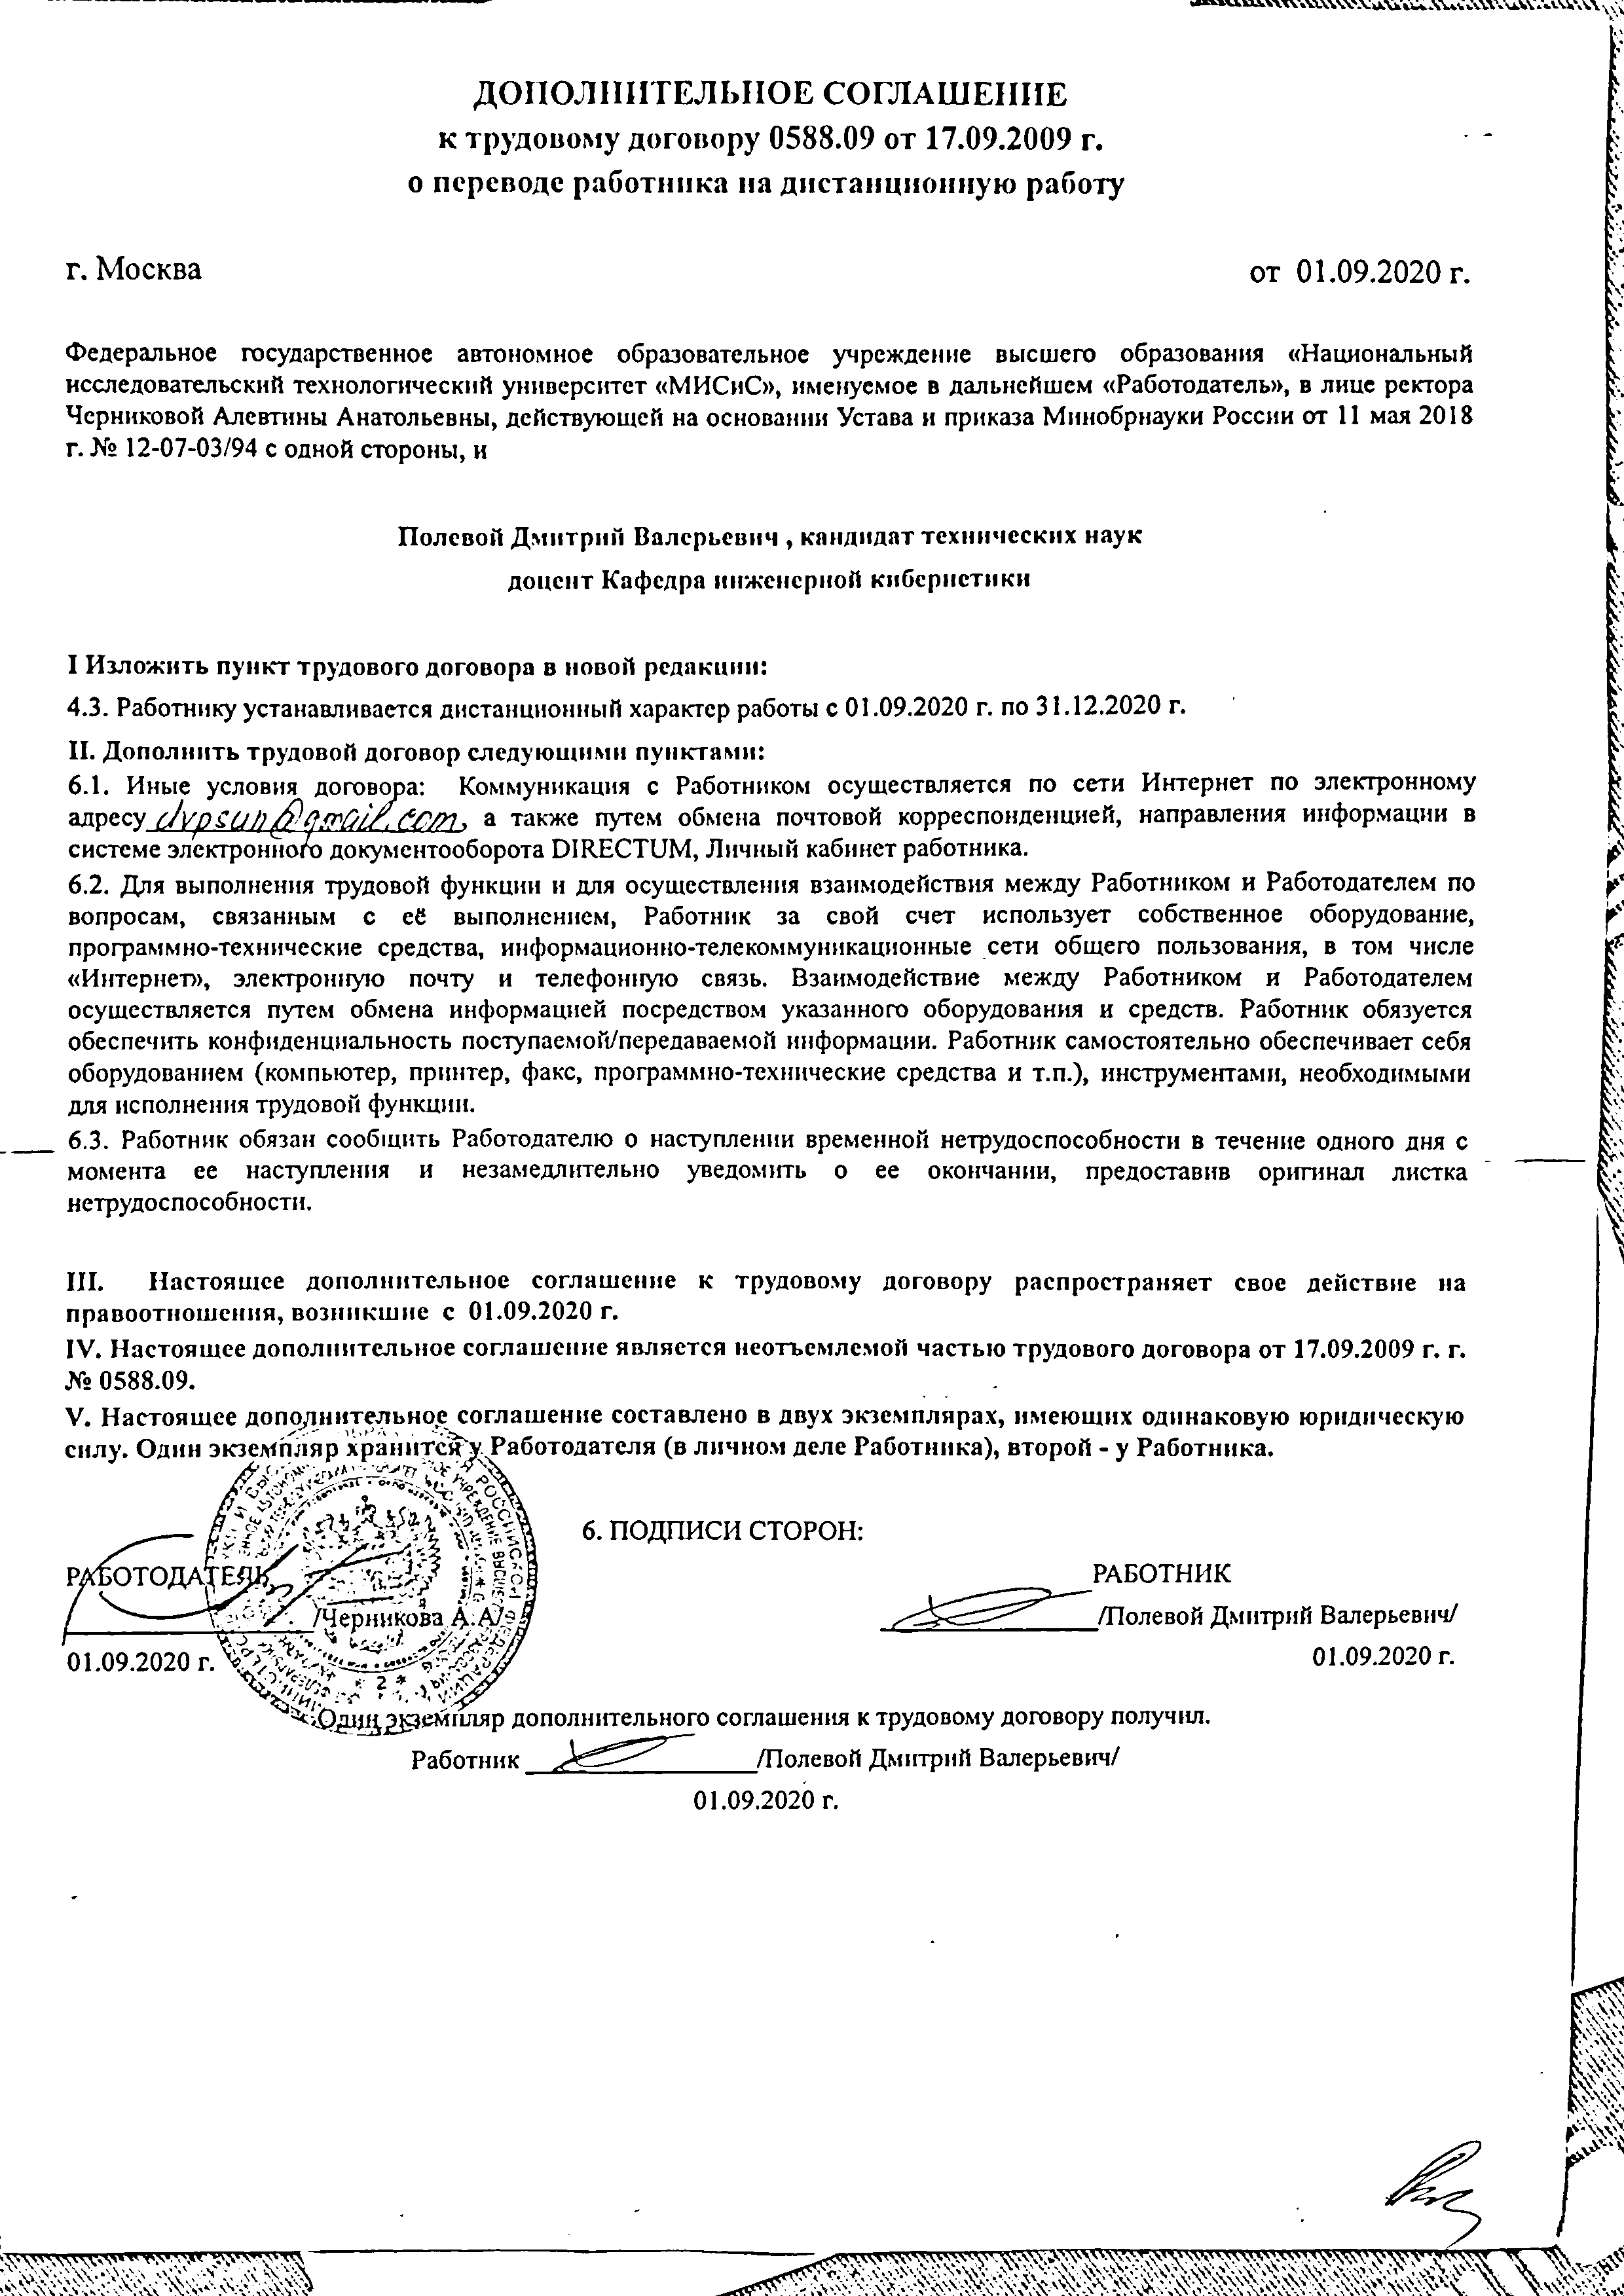 ДОПОЛНИТЕЛЬНОЕ СОГЛАШЕНИЕ
к трудовому договору 0588.09 от 17.09.2009 г.
о переводе работника на дистанционную работу
г. Москва
от 01.09.2020 г.
Федеральное государственное автономное образовательное учреждение высшего образования «Национальный
исследовательский технологический университет «МИСиС», именуемое в дальнейшем «Работодатель», в лице ректора
Черниковой Алевтины Анатольевны, действующей на основании Устава и приказа Минобрнауки России от 11 мая 2018
г. № 12-07-03/94 с одной стороны, и
Полевой Дмитрий Валерьевич , кандидат технических наук
доцент Кафедра инженерной кибернетики
I Изложить пункт трудового договора в новой редакции:
4.3. Работнику устанавливается дистанционный характер работы с 01.09.2020 г. по 31.12.2020 г.
II. Дополнить трудовой договор следующими пунктами:
6.1. Иные условия договора: Коммуникация с Работником осуществляется по сети Интернет по электронному
адресу dvpsun@gmail.com, а также путем обмена почтовой корреспонденцией, направления информации в
системе электронного документооборота DIRECTUM, Личный кабинет работника.
6.2. Для выполнения трудовой функции и для осуществления взаимодействия между Работником и Работодателем по
вопросам, связанным с её выполнением, Работник за свой счет использует собственное оборудование,
программно-технические средства, информационно-телекоммуникационные сети общего пользования, в том числе
«Интернет», электронную почту и телефонную связь. Взаимодействие между Работником и Работодателем
осуществляется путем обмена информацией посредством указанного оборудования и средств. Работник обязуется
обеспечить конфиденциальность поступаемой/передаваемой информации. Работник самостоятельно обеспечивает себя
оборудованием (компьютер, принтер, факс, программно-технические средства и т.п.), инструментами, необходимыми
для исполнения трудовой функции.
6.3. Работник обязан сообщить Работодателю о наступлении временной нетрудоспособности в течение одного дня с
момента ее наступления и незамедлительно уведомить о ее окончании, предоставив оригинал листка
нетрудоспособности.
III. Настоящее дополнительное соглашение к трудовому договору распространяет свое действие на
правоотношения, возникшие с 01.09.2020 г.
IV. Настоящее дополнительное соглашение является неотъемлемой частью трудового договора от 17.09.2009 г. г.
№ 0588.09.
V. Настоящее дополнительное соглашение составлено в двух экземплярах, имеющих одинаковую юридическую
силу. Один экземпляр хранится у Работодателя (в личном деле Работника), второй - у Работника.
6. ПОДПИСИ СТОРОН:
РАБОТОДАТЕЛЬ
РАБОТНИК
/Черникова А.А/
/Полевой Дмитрий Валерьевич/
01.09.2020 г.
01.09.2020 г.
Один экземпляр дополнительного соглашения к трудовому договору получил.
Работник /Полевой Дмитрий Валерьевич/
01.09.2020 г.